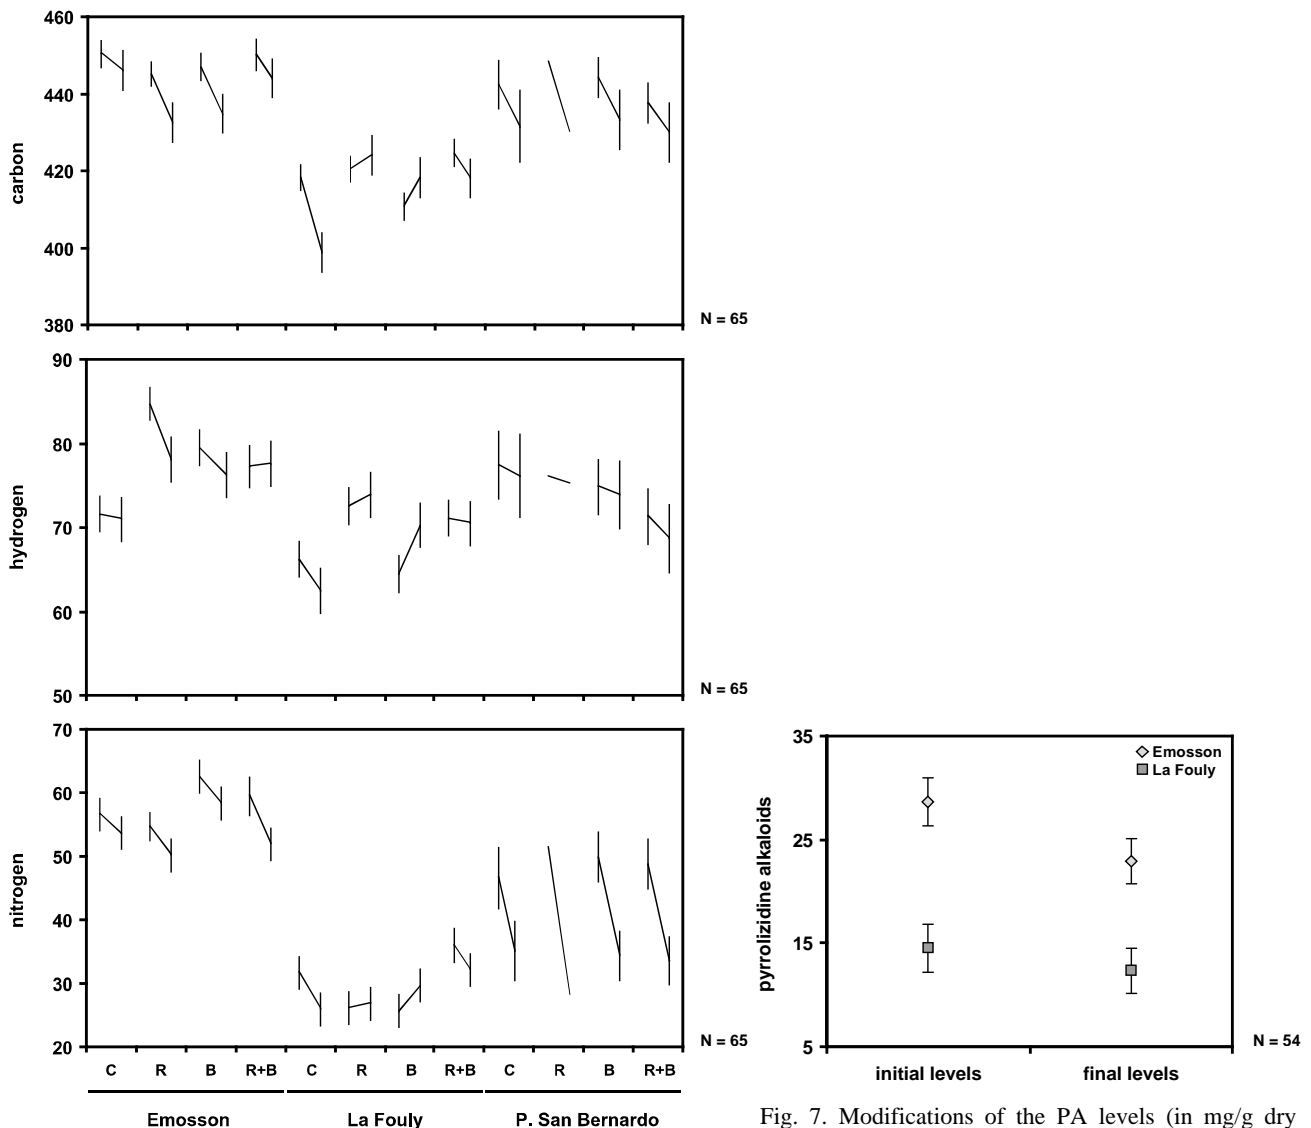 460
440
420
400
380
carbon
N = 65
90
80
70
60
50
hydrogen
N = 65
70
60
50
40
30
20
nitrogen
N = 65
C R B R+B C R B R+B C R B R+B
Emosson La Fouly P. San Bernardo
35
25
15
5
pyrrolizidine alkaloids
Emosson
La Fouly
N = 54
initial levels final levels
Fig. 7. Modifications of the PA levels (in mg/g dry